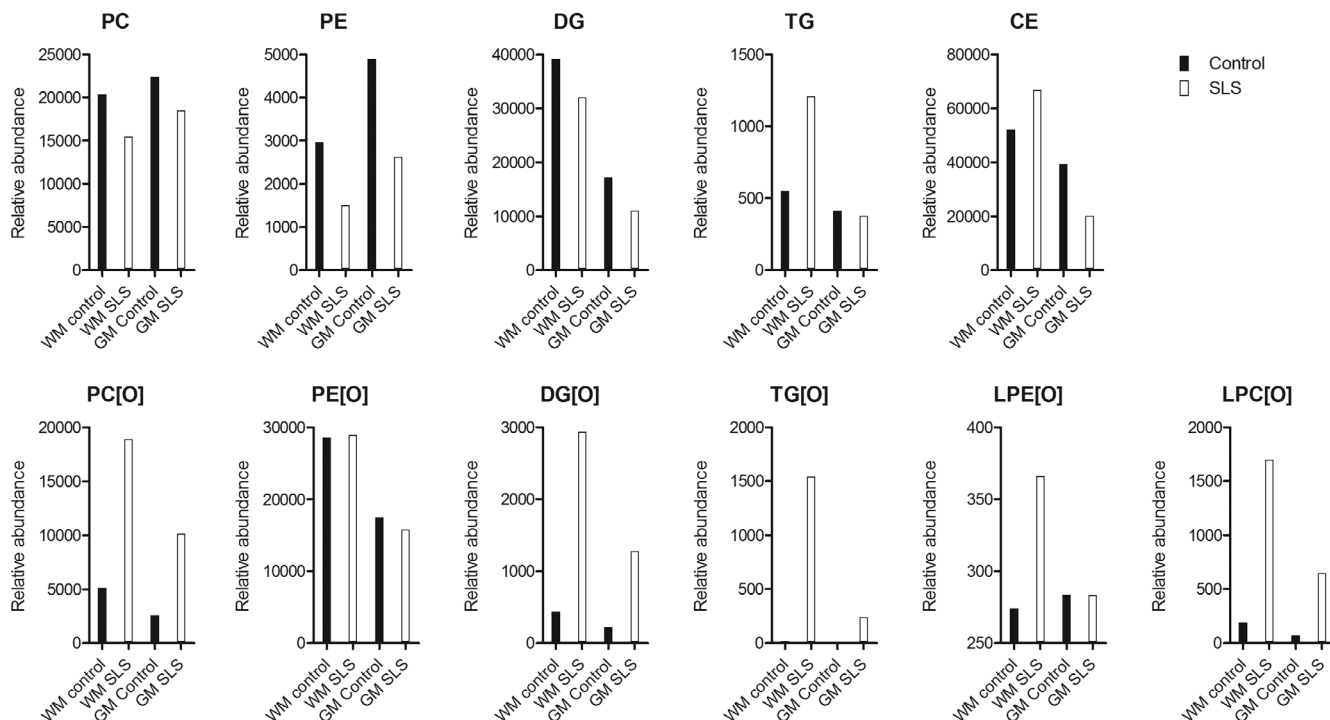 PC
PE
DG
TG
CE
Relative abundance
25000
20000
15000
10000
5000
0
WM control
WM SLS
GM Control
GM SLS
Relative abundance
5000
4000
3000
2000
1000
0
WM control
WM SLS
GM Control
GM SLS
Relative abundance
40000
30000
20000
10000
0
WM control
WM SLS
GM Control
GM SLS
Relative abundance
1500
1000
500
0
WM control
WM SLS
GM Control
GM SLS
Relative abundance
80000
60000
40000
20000
0
WM control
WM SLS
GM Control
GM SLS
Control
SLS
PC[O]
PE[O]
DG[O]
TG[O]
LPE[O]
LPC[O]
Relative abundance
20000
15000
10000
5000
0
WM control
WM SLS
GM Control
GM SLS
Relative abundance
30000
20000
10000
0
WM control
WM SLS
GM Control
GM SLS
Relative abundance
3000
2000
1000
0
WM control
WM SLS
GM Control
GM SLS
Relative abundance
2000
1500
1000
500
0
WM control
WM SLS
GM Control
GM SLS
Relative abundance
400
350
300
250
WM control
WM SLS
GM Control
GM SLS
Relative abundance
2000
1500
1000
500
0
WM control
WM SLS
GM Control
GM SLS